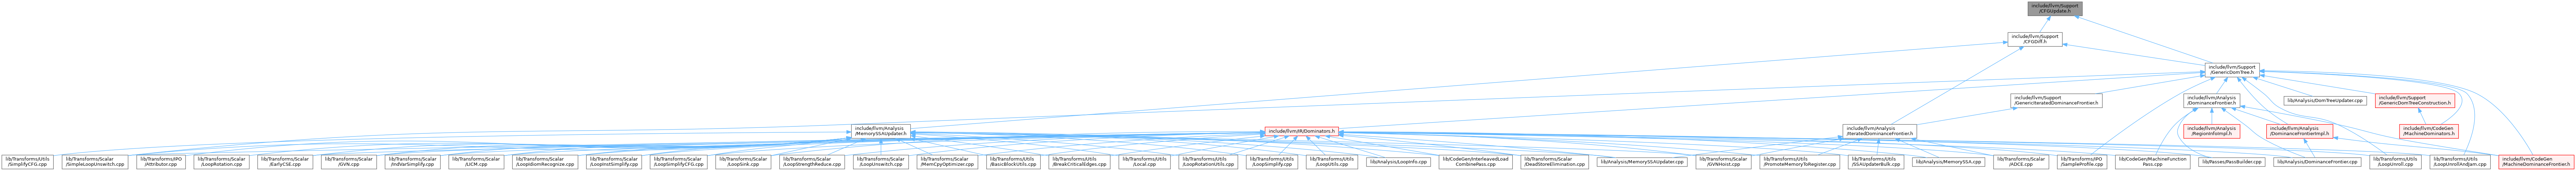 include/llvm/Support
/CFGUpdate.h
include/llvm/Support
/CFGDiff.h
include/llvm/Support
/GenericDomTree.h
include/llvm/Support
/GenericIteratedDominanceFrontier.h
include/llvm/Analysis
/DominanceFrontier.h
lib/Analysis/DomTreeUpdater.cpp
include/llvm/Support
/GenericDomTreeConstruction.h
include/llvm/Analysis
/MemorySSAUpdater.h
include/llvm/IR/Dominators.h
include/llvm/Analysis
/IteratedDominanceFrontier.h
include/llvm/Analysis
/RegionInfoImpl.h
include/llvm/Analysis
/DominanceFrontierImpl.h
include/llvm/CodeGen
/MachineDominators.h
lib/Transforms/Utils
/SimplifyCFG.cpp
lib/Transforms/Scalar
/SimpleLoopUnswitch.cpp
lib/Transforms/IPO
/Attributor.cpp
lib/Transforms/Scalar
/LoopRotation.cpp
lib/Transforms/Scalar
/EarlyCSE.cpp
lib/Transforms/Scalar
/GVN.cpp
lib/Transforms/Scalar
/IndVarSimplify.cpp
lib/Transforms/Scalar
/LICM.cpp
lib/Transforms/Scalar
/LoopIdiomRecognize.cpp
lib/Transforms/Scalar
/LoopInstSimplify.cpp
lib/Transforms/Scalar
/LoopSimplifyCFG.cpp
lib/Transforms/Scalar
/LoopSink.cpp
lib/Transforms/Scalar
/LoopStrengthReduce.cpp
lib/Transforms/Scalar
/LoopUnswitch.cpp
lib/Transforms/Scalar
/MemCpyOptimizer.cpp
lib/Transforms/Utils
/BasicBlockUtils.cpp
lib/Transforms/Utils
/BreakCriticalEdges.cpp
lib/Transforms/Utils
/Local.cpp
lib/Transforms/Utils
/LoopRotationUtils.cpp
lib/Transforms/Utils
/LoopSimplify.cpp
lib/Transforms/Utils
/LoopUtils.cpp
lib/Analysis/LoopInfo.cpp
lib/CodeGen/InterleavedLoad
CombinePass.cpp
lib/Transforms/Scalar
/DeadStoreElimination.cpp
lib/Analysis/MemorySSAUpdater.cpp
lib/Transforms/Scalar
/GVNHoist.cpp
lib/Transforms/Utils
/PromoteMemoryToRegister.cpp
lib/Transforms/Utils
/SSAUpdaterBulk.cpp
lib/Analysis/MemorySSA.cpp
lib/Transforms/Scalar
/ADCE.cpp
lib/Transforms/IPO
/SampleProfile.cpp
lib/CodeGen/MachineFunction
Pass.cpp
lib/Passes/PassBuilder.cpp
lib/Analysis/DominanceFrontier.cpp
lib/Transforms/Utils
/LoopUnroll.cpp
lib/Transforms/Utils
/LoopUnrollAndJam.cpp
include/llvm/CodeGen
/MachineDominanceFrontier.h